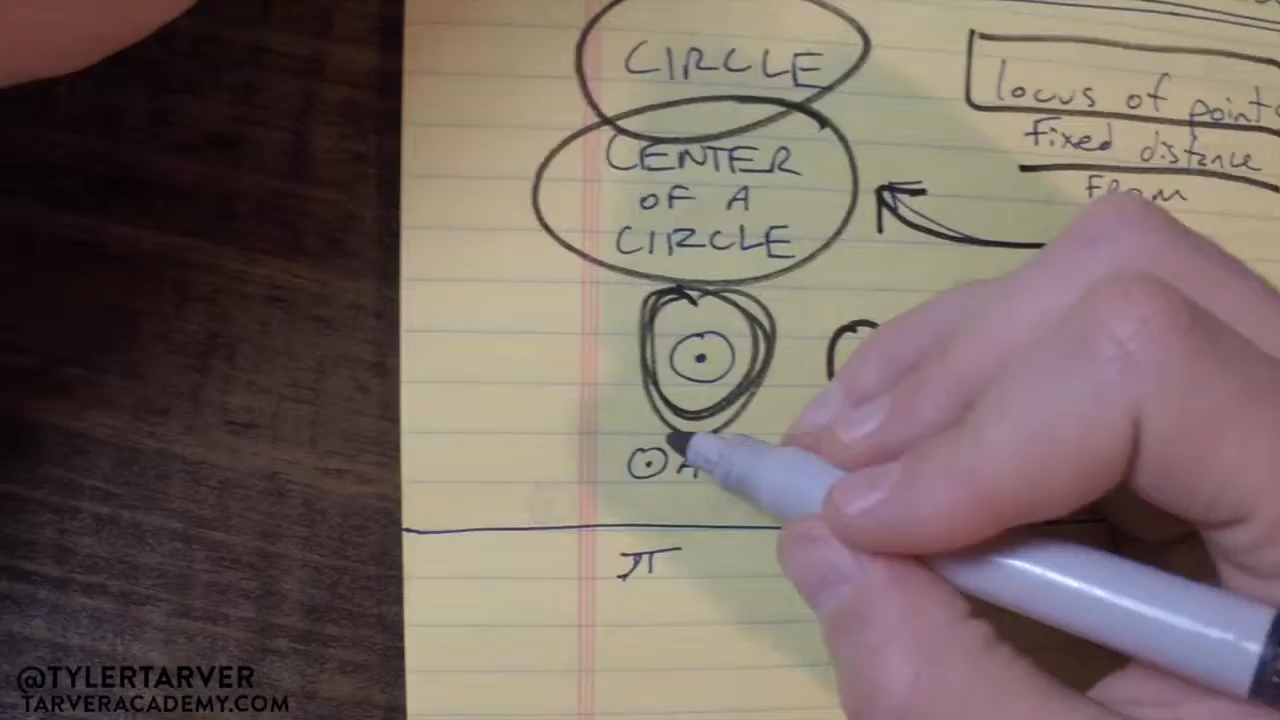 CIRCLE
locus of point
fixed distance
from
CENTER
OF A
CIRCLE
⊙A
π
@TYLERTARVER
TARVERACADEMY.COM